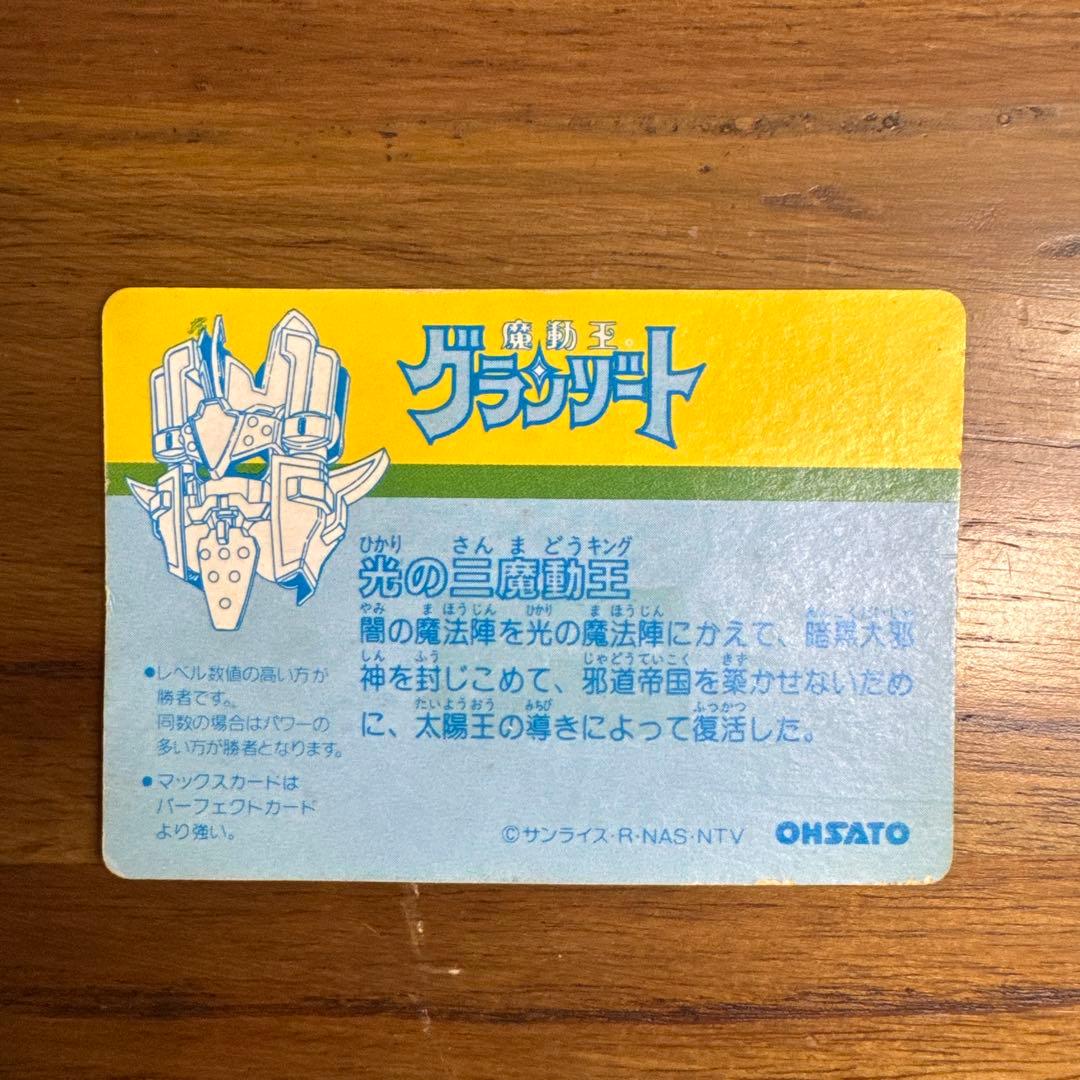 魔動王
グランゾート
ひかり さん ま どう キング
光の三魔動王
やみ ま ほうじん ひかり ま ほうじん
闇の魔法陣を光の魔法陣にかえて、暗黒大邪
しん ふう じゃどうていこく きず
神を封じこめて、邪道帝国を築かせないため
たいようおう みちび ふっかつ
に、太陽王の導きによって復活した。
●レベル数値の高い方が
勝者です。
同数の場合はパワーの
多い方が勝者となります。
●マックスカードは
パーフェクトカード
より強い。
©サンライズ・R・NAS・NTV OHSATO